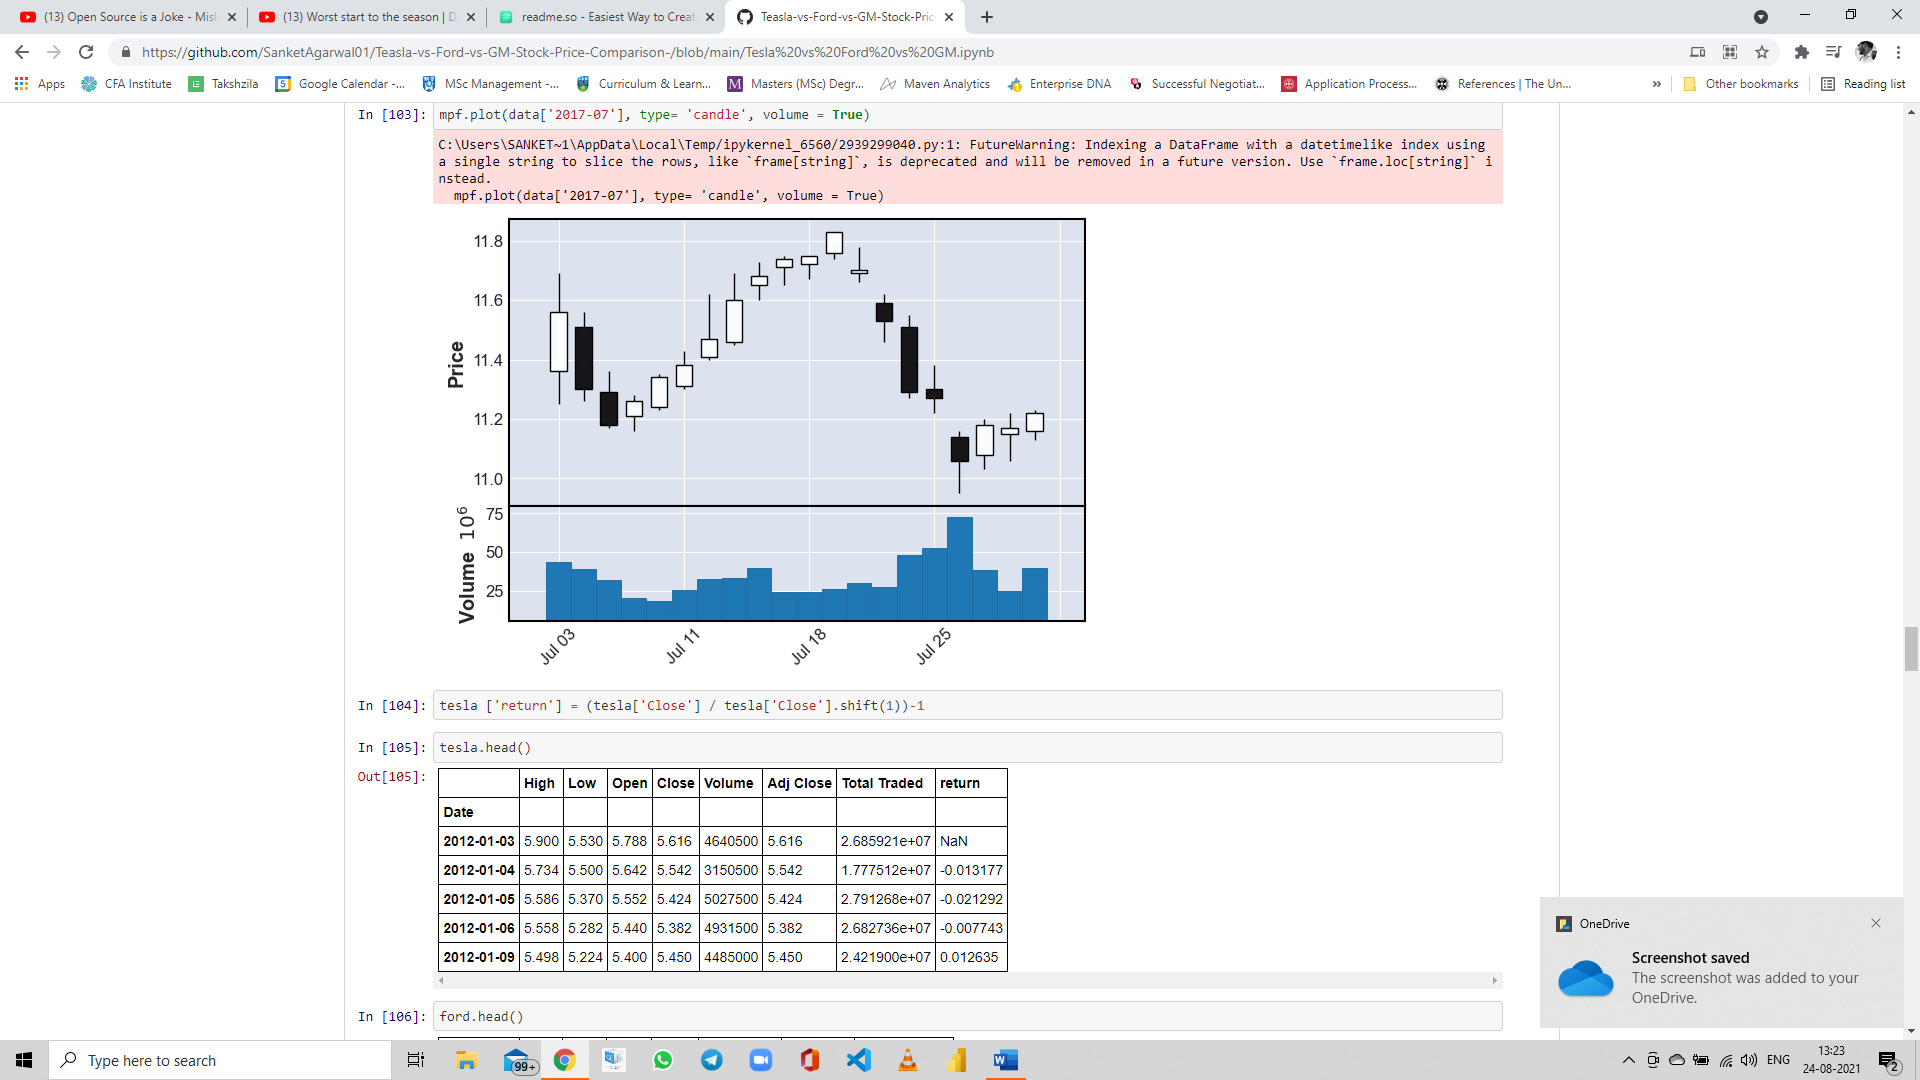 (13) Open Source is a Joke - Misl
(13) Worst start to the season | D
readme.so - Easiest Way to Creat
Teasla-vs-Ford-vs-GM-Stock-Pric
https://github.com/SanketAgarwal01/Teasla-vs-Ford-vs-GM-Stock-Price-Comparison-/blob/main/Tesla%20vs%20Ford%20vs%20GM.ipynb
Apps
CFA Institute
Takshzila
Google Calendar -...
MSc Management -...
Curriculum & Learn...
Masters (MSc) Degr...
Maven Analytics
Enterprise DNA
Successful Negotiat...
Application Process...
References | The Un...
»
Other bookmarks
Reading list
In [103]: mpf.plot(data['2017-07'], type= 'candle', volume = True)
C:\Users\SANKET~1\AppData\Local\Temp/ipykernel_6560/2939299040.py:1: FutureWarning: Indexing a DataFrame with a datetimelike index using
a single string to slice the rows, like `frame[string]`, is deprecated and will be removed in a future version. Use `frame.loc[string]` i
nstead.
mpf.plot(data['2017-07'], type= 'candle', volume = True)
11.8
11.6
11.4
11.2
11.0
Price
75
50
25
Volume 10^6
Jul 03
Jul 11
Jul 18
Jul 25
In [104]: tesla ['return'] = (tesla['Close'] / tesla['Close'].shift(1))-1
In [105]: tesla.head()
Out[105]:
High Low Open Close Volume Adj Close Total Traded return
Date
2012-01-03 5.900 5.530 5.788 5.616 4640500 5.616 2.685921e+07 NaN
2012-01-04 5.734 5.500 5.642 5.542 3150500 5.542 1.777512e+07 -0.013177
2012-01-05 5.586 5.370 5.552 5.424 5027500 5.424 2.791268e+07 -0.021292
2012-01-06 5.558 5.282 5.440 5.382 4931500 5.382 2.682736e+07 -0.007743
2012-01-09 5.498 5.224 5.400 5.450 4485000 5.450 2.421900e+07 0.012635
In [106]: ford.head()
OneDrive
Screenshot saved
The screenshot was added to your
OneDrive.
Type here to search
99+
ENG
13:23
24-08-2021
2